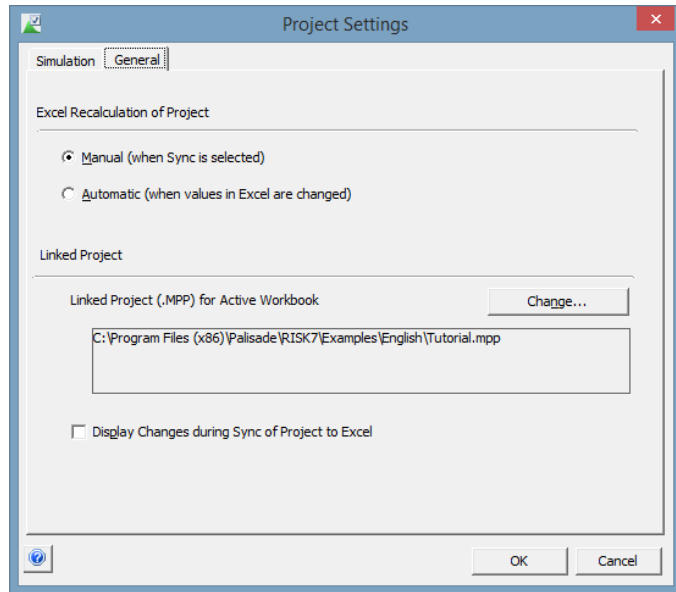 Project Settings
Simulation General
Excel Recalculation of Project
Manual (when Sync is selected)
Automatic (when values in Excel are changed)
Linked Project
Linked Project (.MPP) for Active Workbook
Change...
C:\Program Files (x86)\Palisade\RISK7\Examples\English\Tutorial.mpp
Display Changes during Sync of Project to Excel
OK Cancel